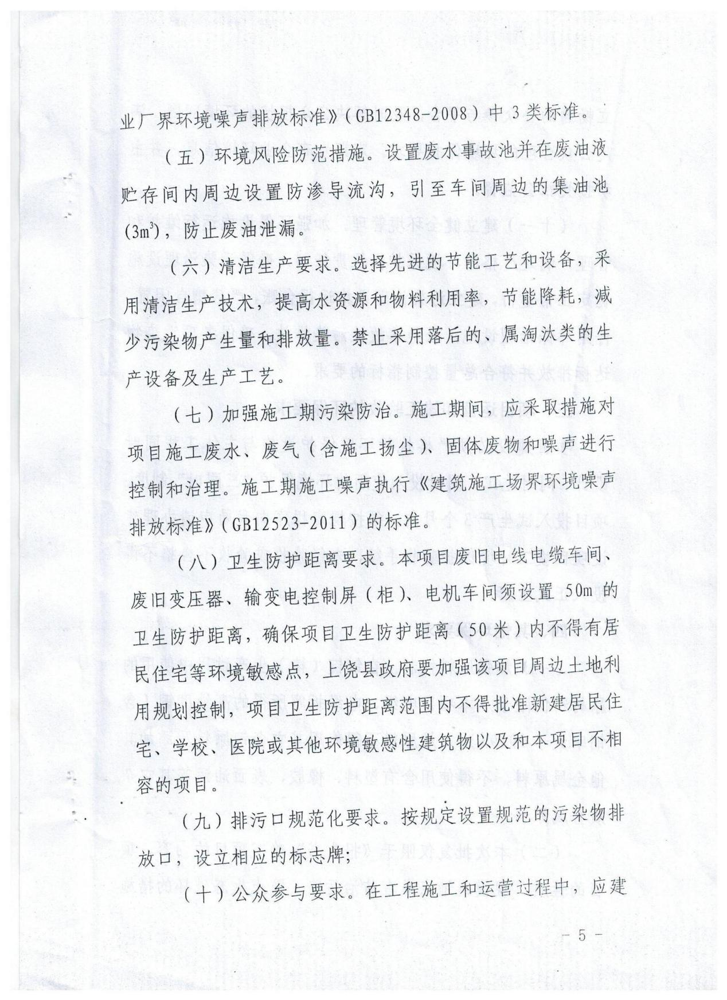 业厂界环境噪声排放标准》（GB12348-2008）中 3 类标准。
（五）环境风险防范措施。设置废水事故池并在废油液
贮存间内周边设置防渗导流沟，引至车间周边的集油池
(3m³)，防止废油泄漏。
（六）清洁生产要求。选择先进的节能工艺和设备，采
用清洁生产技术，提高水资源和物料利用率，节能降耗，减
少污染物产生量和排放量。禁止采用落后的、属淘汰类的生
产设备及生产工艺。
（七）加强施工期污染防治。施工期间，应采取措施对
项目施工废水、废气（含施工扬尘）、固体废物和噪声进行
控制和治理。施工期施工噪声执行《建筑施工场界环境噪声
排放标准》（GB12523-2011）的标准。
（八）卫生防护距离要求。本项目废旧电线电缆车间、
废旧变压器、输变电控制屏（柜）、电机车间须设置 50m 的
卫生防护距离，确保项目卫生防护距离（50 米）内不得有居
民住宅等环境敏感点，上饶县政府要加强该项目周边土地利
用规划控制，项目卫生防护距离范围内不得批准新建居民住
宅、学校、医院或其他环境敏感性建筑物以及和本项目不相
容的项目。
（九）排污口规范化要求。按规定设置规范的污染物排
放口，设立相应的标志牌；
（十）公众参与要求。在工程施工和运营过程中，应建
- 5 -